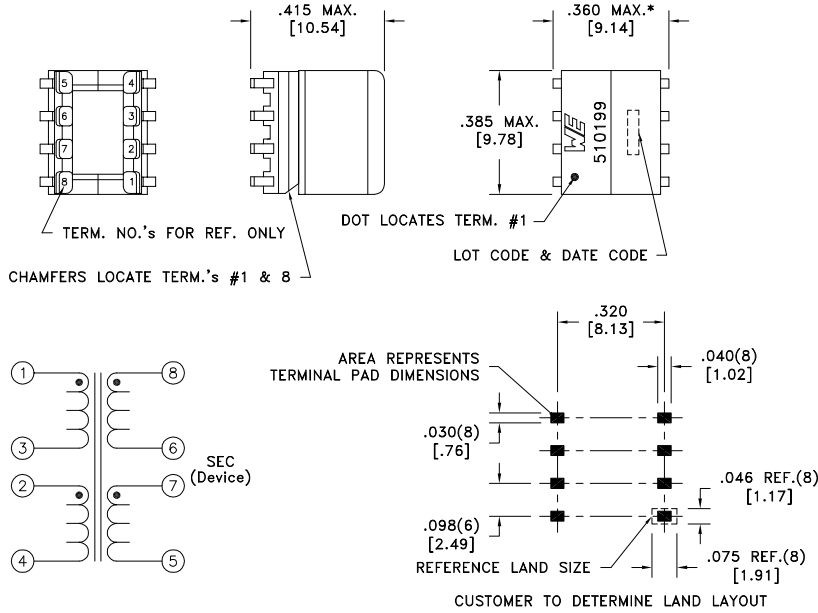 .415 MAX.
[10.54]
.360 MAX.*
[9.14]
5
4
6
3
7
2
8
1
.385 MAX.
[9.78]
WE
510199
DOT LOCATES TERM. #1
TERM. NO.'s FOR REF. ONLY
LOT CODE & DATE CODE
CHAMFERS LOCATE TERM.'s #1 & 8
.320
[8.13]
AREA REPRESENTS
TERMINAL PAD DIMENSIONS
.040(8)
[1.02]
.030(8)
[.76]
.046 REF.(8)
[1.17]
.098(6)
[2.49]
REFERENCE LAND SIZE
.075 REF.(8)
[1.91]
CUSTOMER TO DETERMINE LAND LAYOUT
1
8
3
6
SEC
(Device)
2
7
4
5